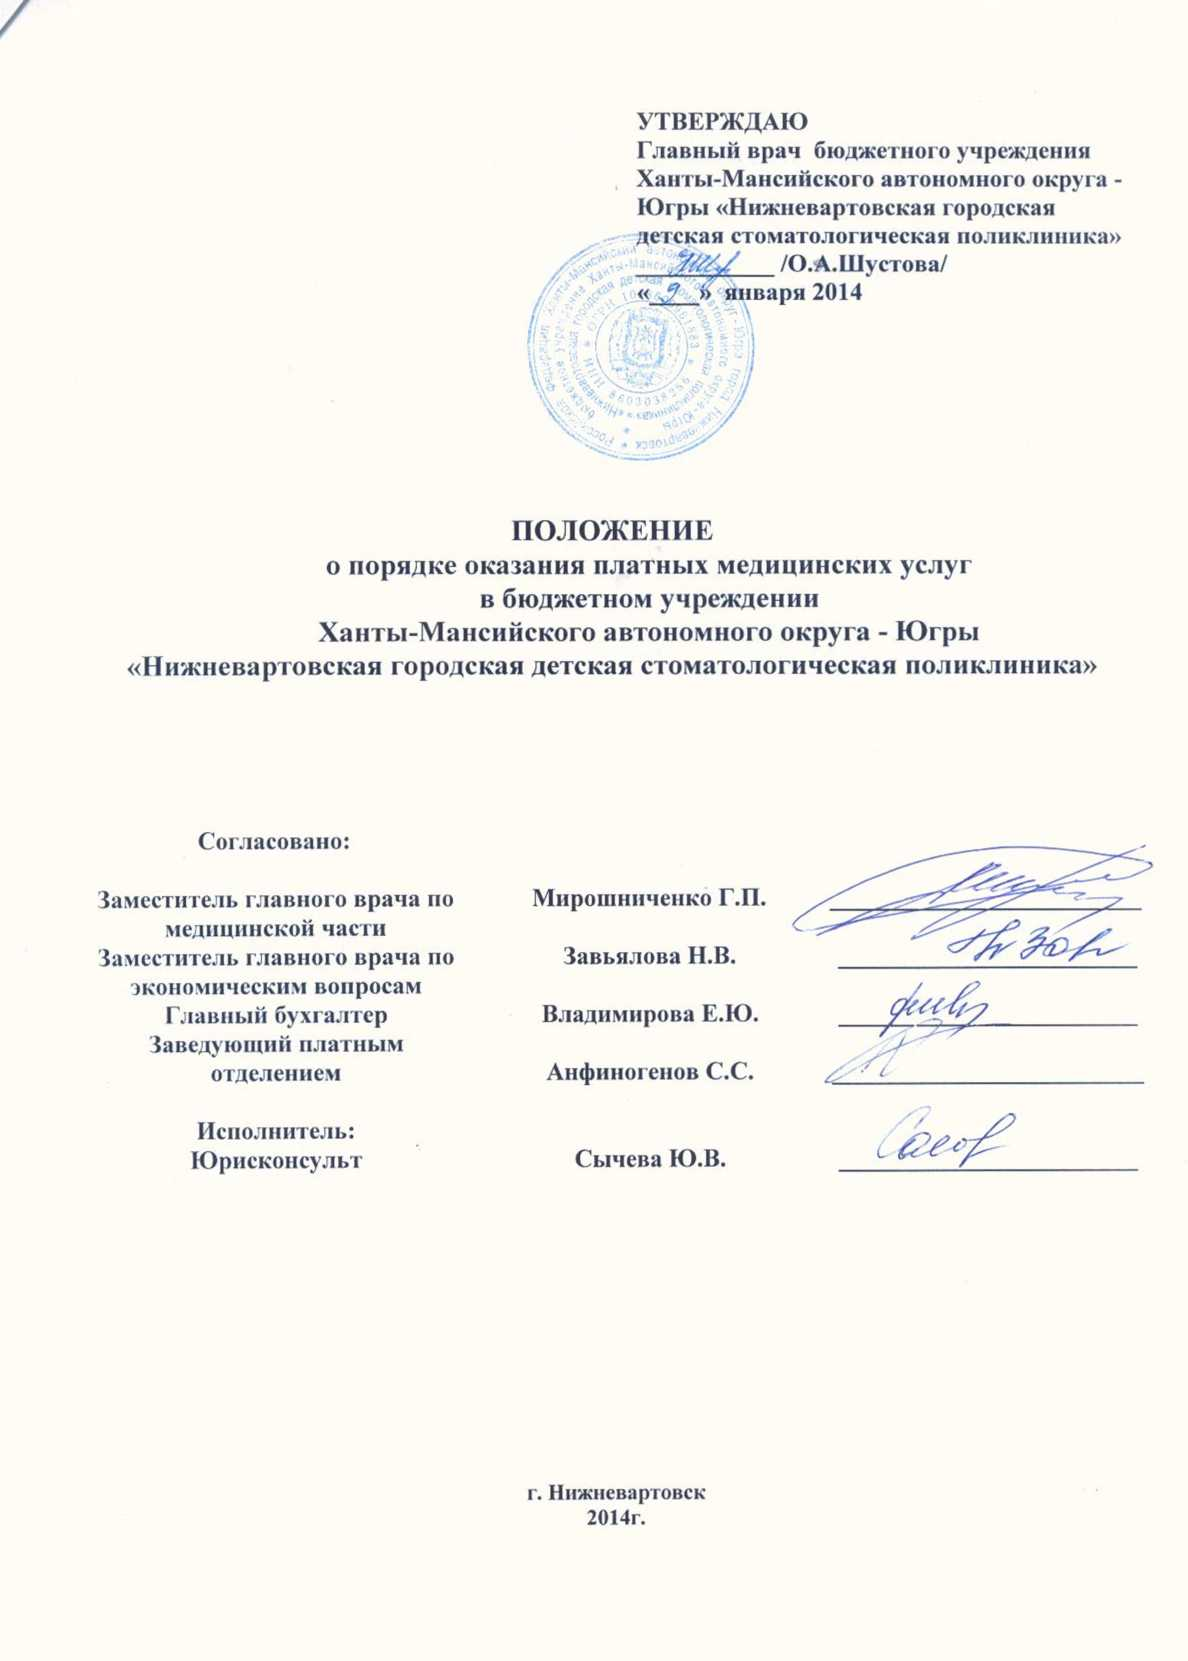 УТВЕРЖДАЮ
Главный врач бюджетного учреждения
Ханты-Мансийского автономного округа -
Югры «Нижневартовская городская
детская стоматологическая поликлиника»
/О.А.Шустова/
«9» января 2014
ПОЛОЖЕНИЕ
о порядке оказания платных медицинских услуг
в бюджетном учреждении
Ханты-Мансийского автономного округа - Югры
«Нижневартовская городская детская стоматологическая поликлиника»
Согласовано:
Заместитель главного врача по
медицинской части
Мирошниченко Г.П.
Заместитель главного врача по
экономическим вопросам
Завьялова Н.В.
Главный бухгалтер
Владимирова Е.Ю.
Заведующий платным
отделением
Анфиногенов С.С.
Исполнитель:
Юрисконсульт
Сычева Ю.В.
г. Нижневартовск
2014г.